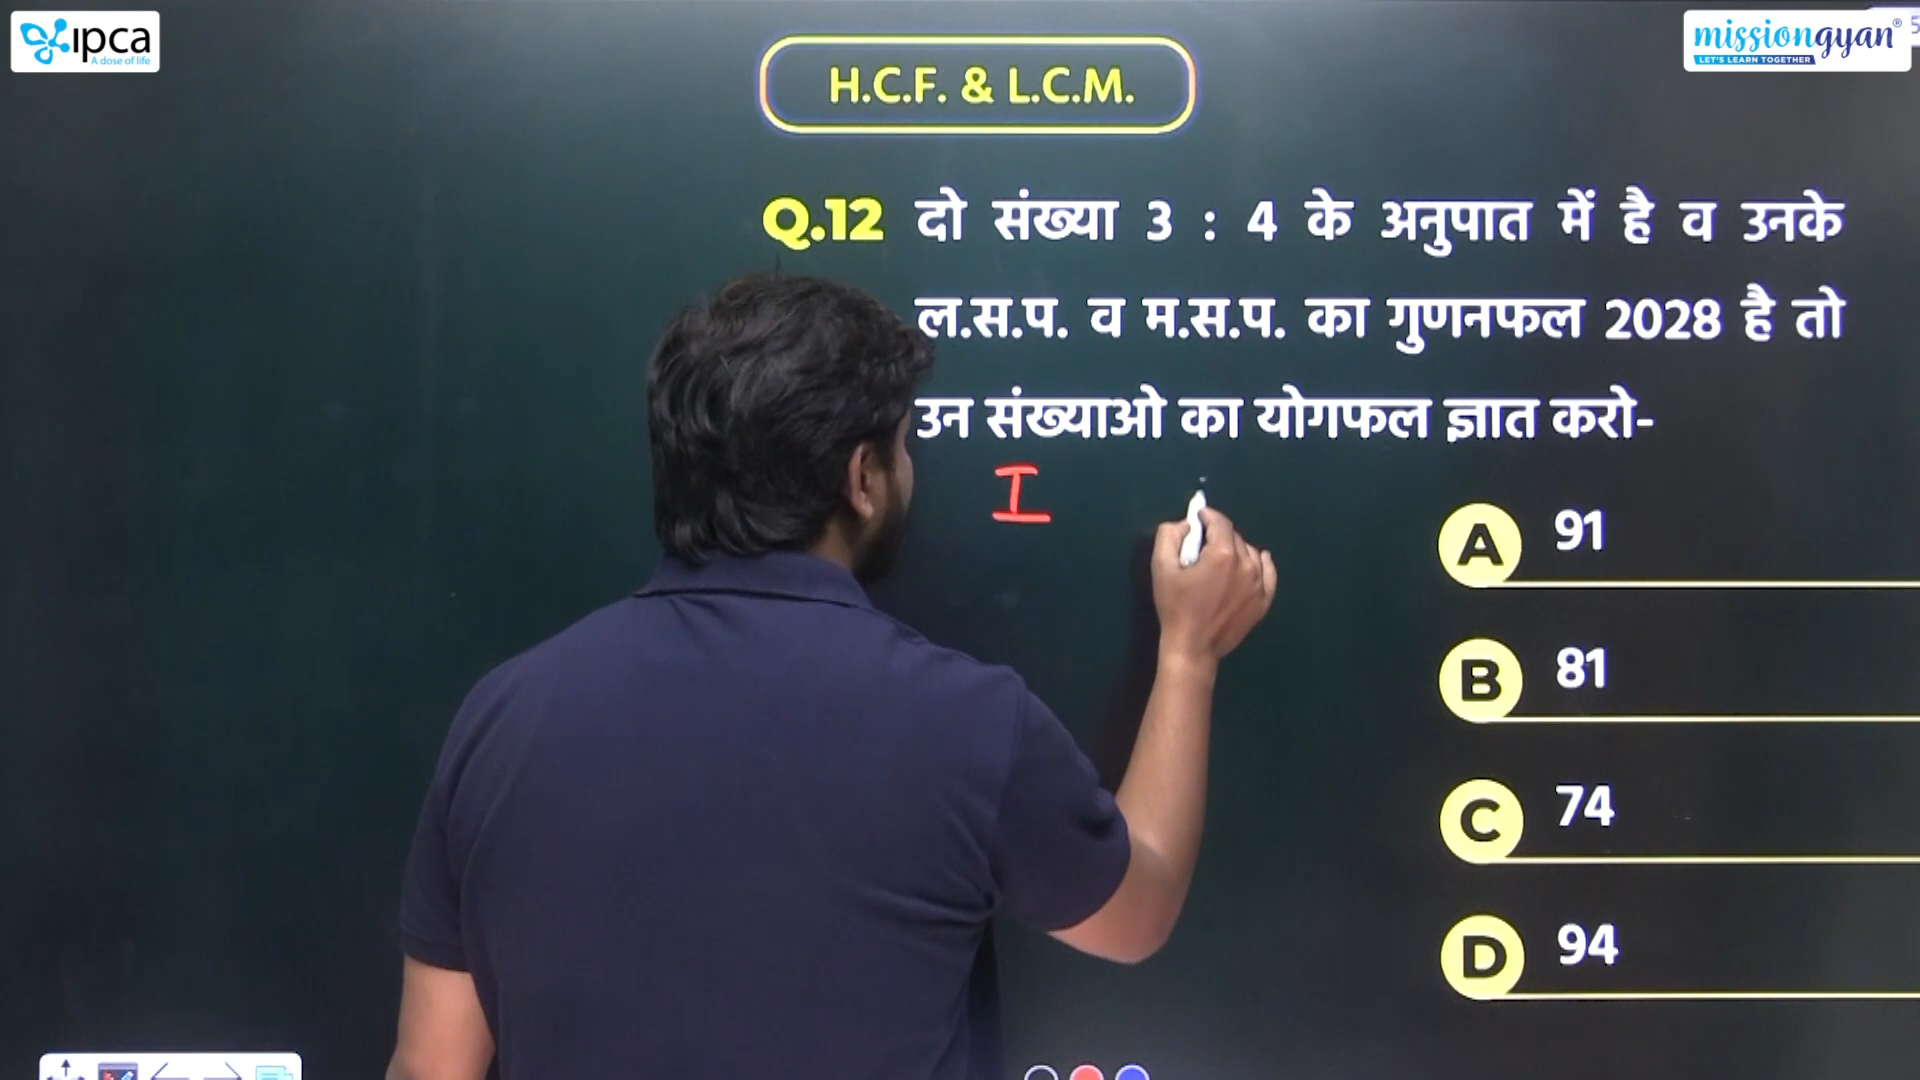 ipca
A dose of life
missiongyan®
LET'S LEARN TOGETHER
H.C.F. & L.C.M.
Q.12 दो संख्या 3 : 4 के अनुपात में है व उनके
ल.स.प. व म.स.प. का गुणनफल 2028 है तो
उन संख्याओ का योगफल ज्ञात करो-
I
A 91
B 81
C 74
D 94